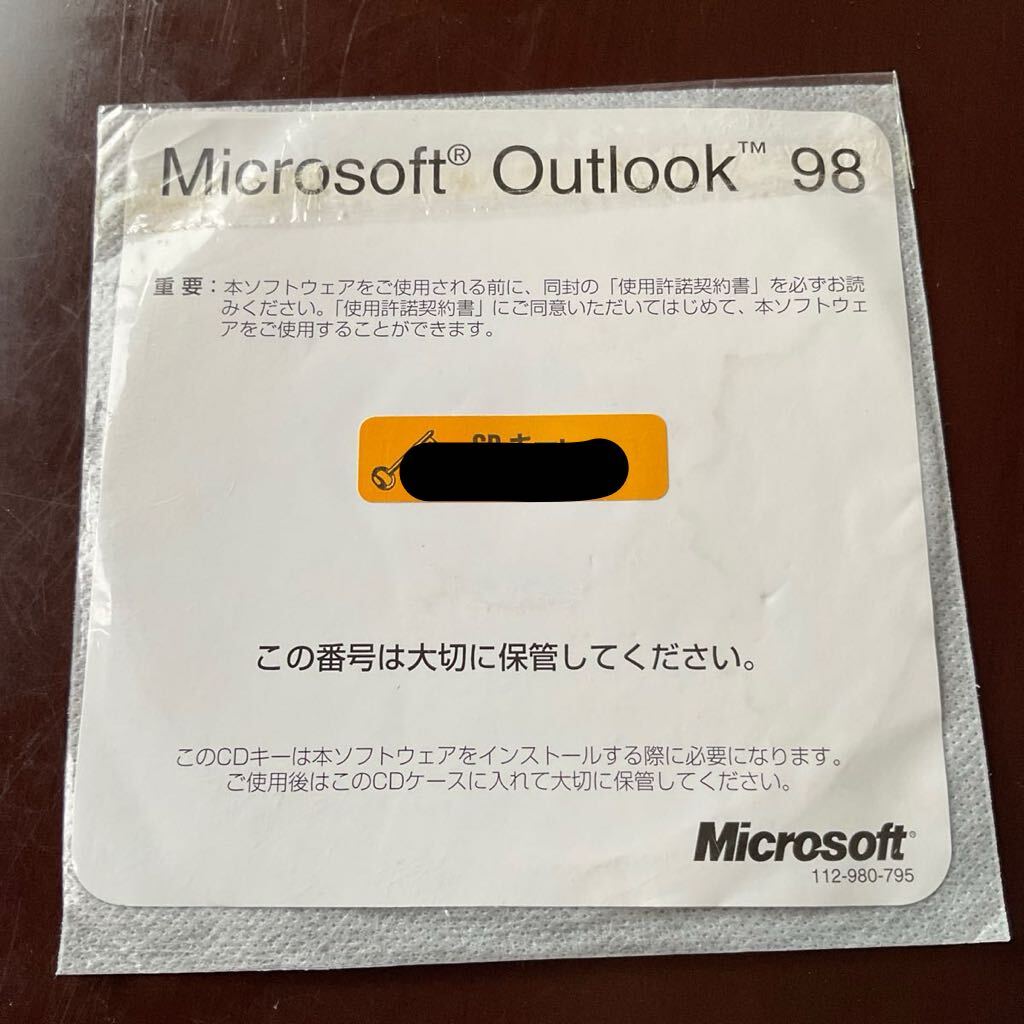 Microsoft® Outlook™ 98
重要：本ソフトウェアをご使用される前に、同封の「使用許諾契約書」を必ずお読
みください。「使用許諾契約書」にご同意いただいてはじめて、本ソフトウェ
アをご使用することができます。
この番号は大切に保管してください。
このCDキーは本ソフトウェアをインストールする際に必要になります。
ご使用後はこのCDケースに入れて大切に保管してください。
Microsoft®
112-980-795